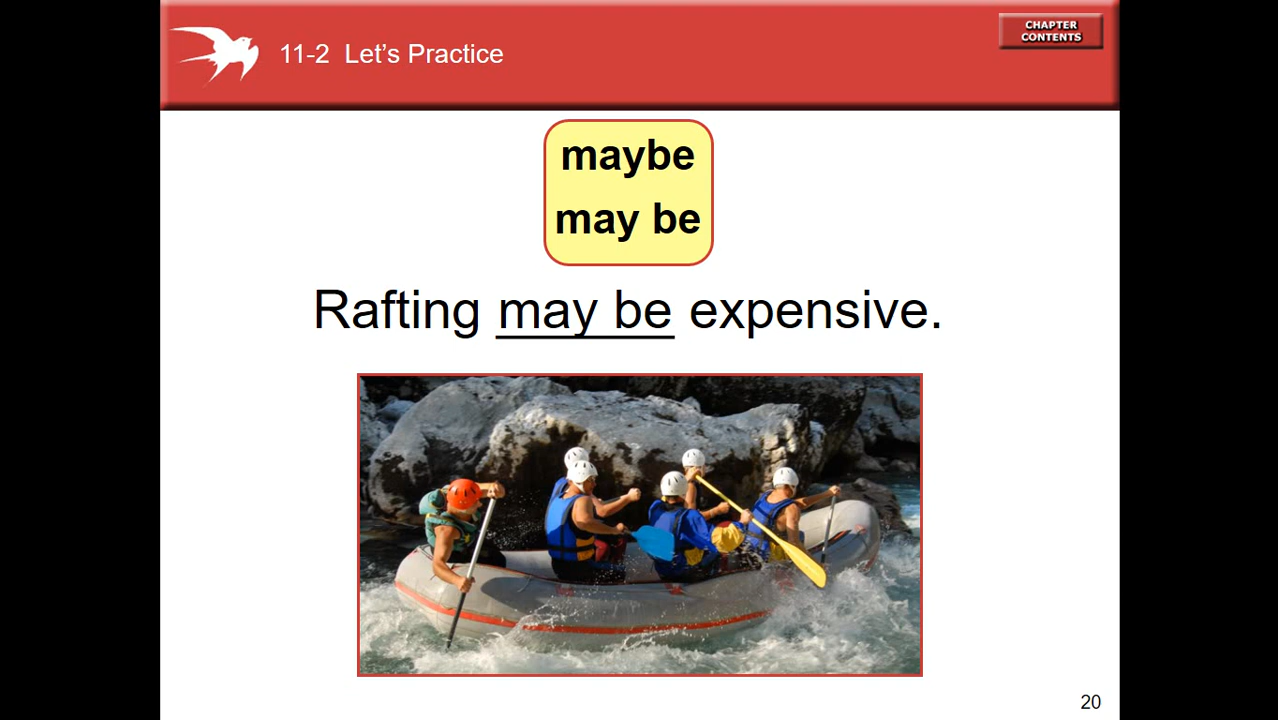 11-2 Let's Practice
CHAPTER
CONTENTS
maybe
may be
Rafting may be expensive.
20